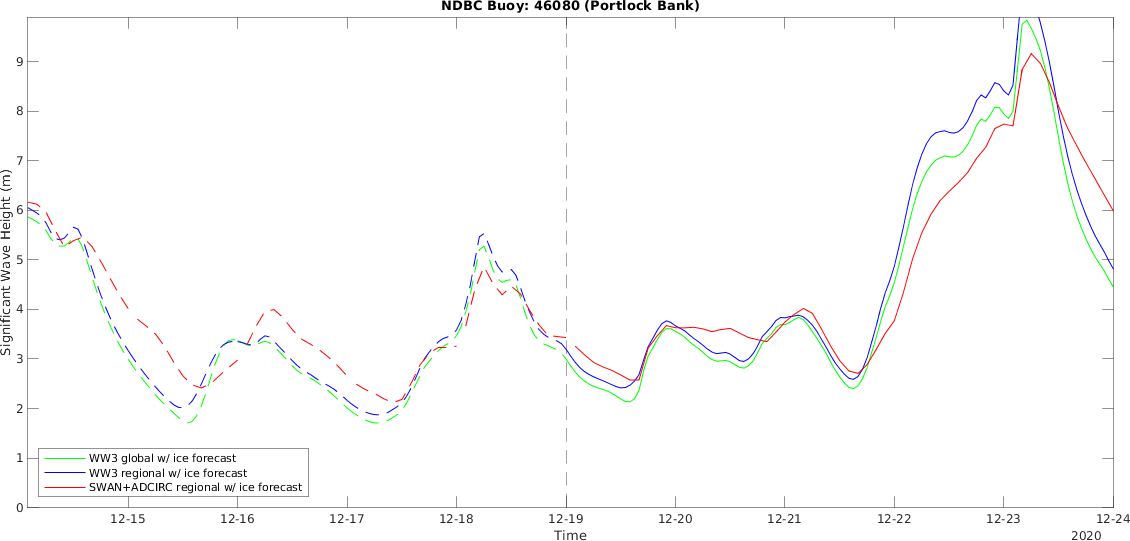 NDBC Buoy: 46080 (Portlock Bank)
Significant Wave Height (m)
9
8
7
6
5
4
3
2
1
0
WW3 global w/ ice forecast
WW3 regional w/ ice forecast
SWAN+ADCIRC regional w/ ice forecast
12-15 12-16 12-17 12-18 12-19 12-20 12-21 12-22 12-23 12-24
Time
2020